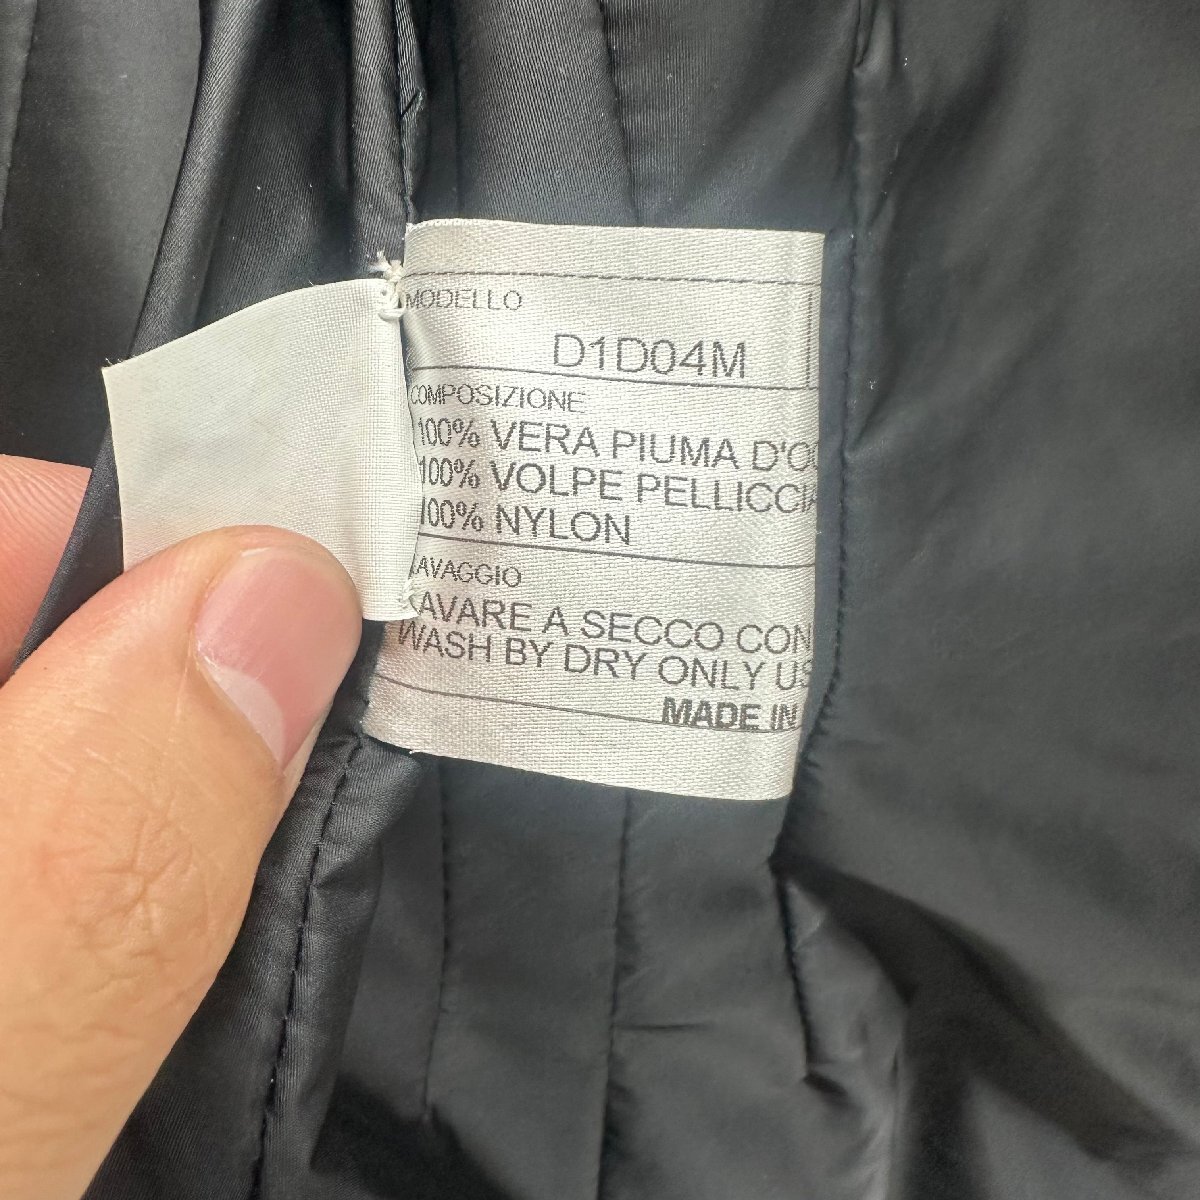 MODELLO
D1D04M
COMPOSIZIONE
100% VERA PIUMA
100% VOLPE PELLICCIA
100% NYLON
LAVAGGIO
LAVARE A SECCO CON
WASH BY DRY ONLY
MADE IN